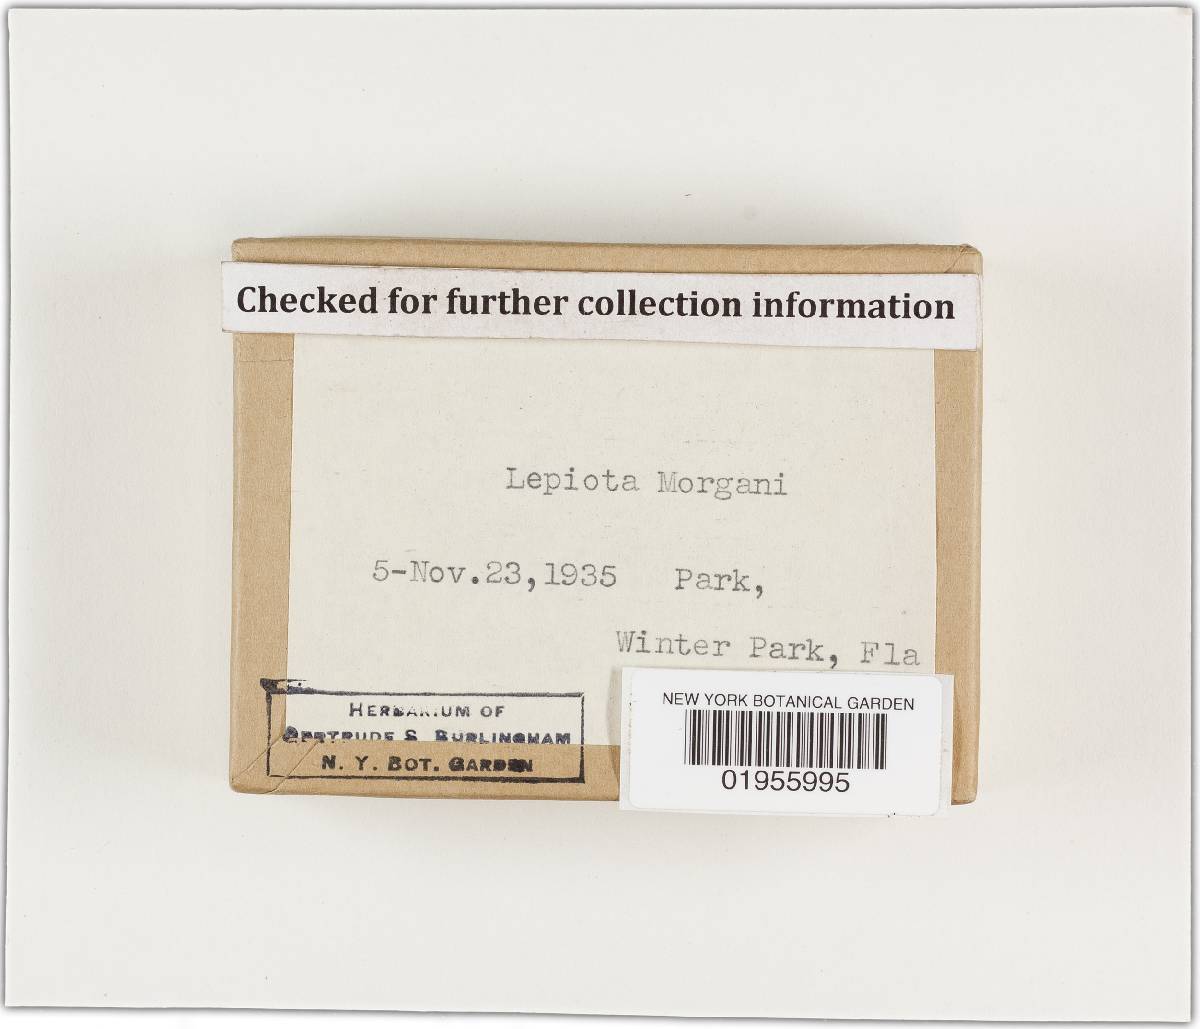 Checked for further collection information
Lepiota Morgani
5-Nov.23,1935 Park,
Winter Park, Fla
HERBARIUM OF
GERTRUDE S. BURLINGHAM
N. Y. BOT. GARDEN
NEW YORK BOTANICAL GARDEN
01955995